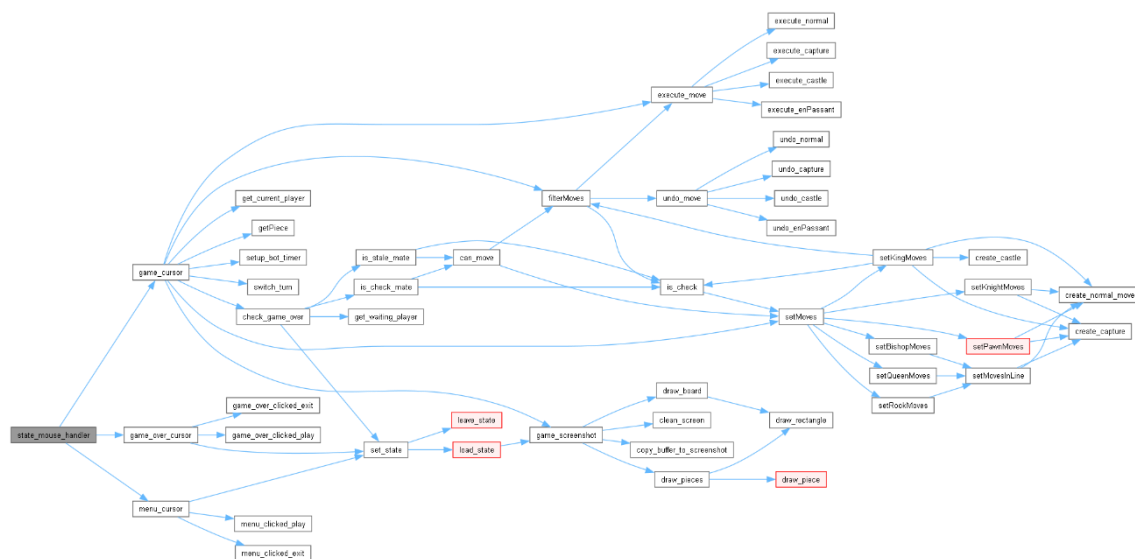 execute_normal
execute_capture
execute_move
execute_castle
execute_enPassant
undo_normal
undo_capture
get_current_player
filterMoves
undo_move
undo_castle
getPiece
undo_enPassant
setup_bot_timer
is_stale_mate
can_move
setKingMoves
create_castle
game_cursor
switch_turn
is_check_mate
is_check
setKnightMoves
create_normal_move
check_game_over
get_waiting_player
setMoves
create_capture
setBishopMoves
setPawnMoves
setQueenMoves
setMovesInLine
draw_board
setRockMoves
game_over_clicked_exit
leave_state
clean_screen
draw_rectangle
state_mouse_handler
game_over_cursor
game_over_clicked_play
game_screenshot
set_state
load_state
copy_buffer_to_screenshot
draw_pieces
draw_piece
menu_cursor
menu_clicked_play
menu_clicked_exit